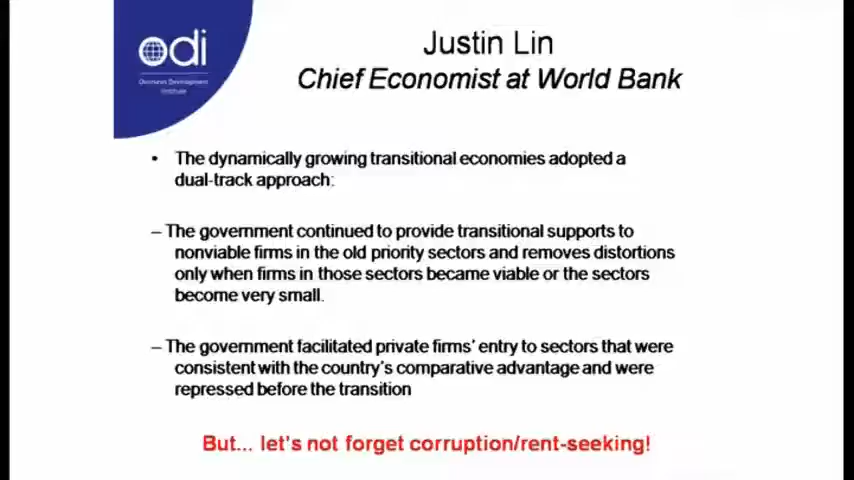 odi
Overseas Development
Institute
Justin Lin
Chief Economist at World Bank
• The dynamically growing transitional economies adopted a
dual-track approach:
– The government continued to provide transitional supports to
nonviable firms in the old priority sectors and removes distortions
only when firms in those sectors became viable or the sectors
become very small.
– The government facilitated private firms' entry to sectors that were
consistent with the country's comparative advantage and were
repressed before the transition
But... let's not forget corruption/rent-seeking!